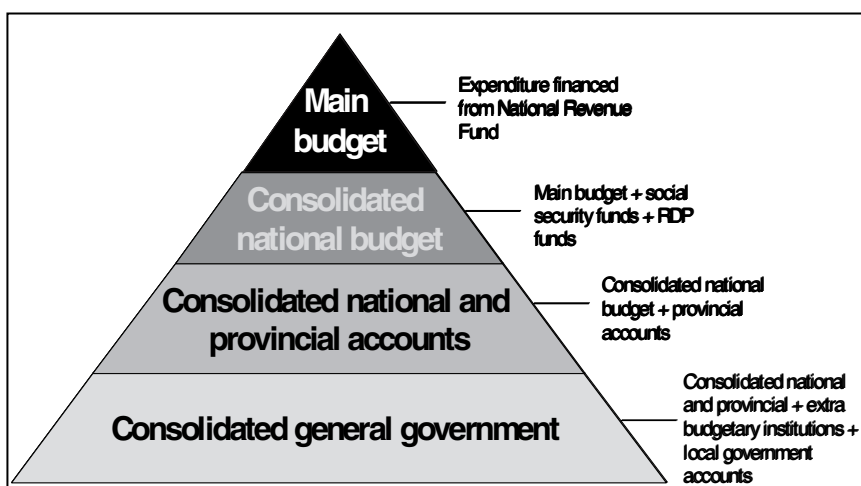 Main
budget
Expenditure financed
from National Revenue
Fund
Consolidated
national budget
Main budget + social
security funds + RDP
funds
Consolidated national and
provincial accounts
Consolidated national
budget + provincial
accounts
Consolidated general government
Consolidated national
and provincial + extra
budgetary institutions +
local government
accounts